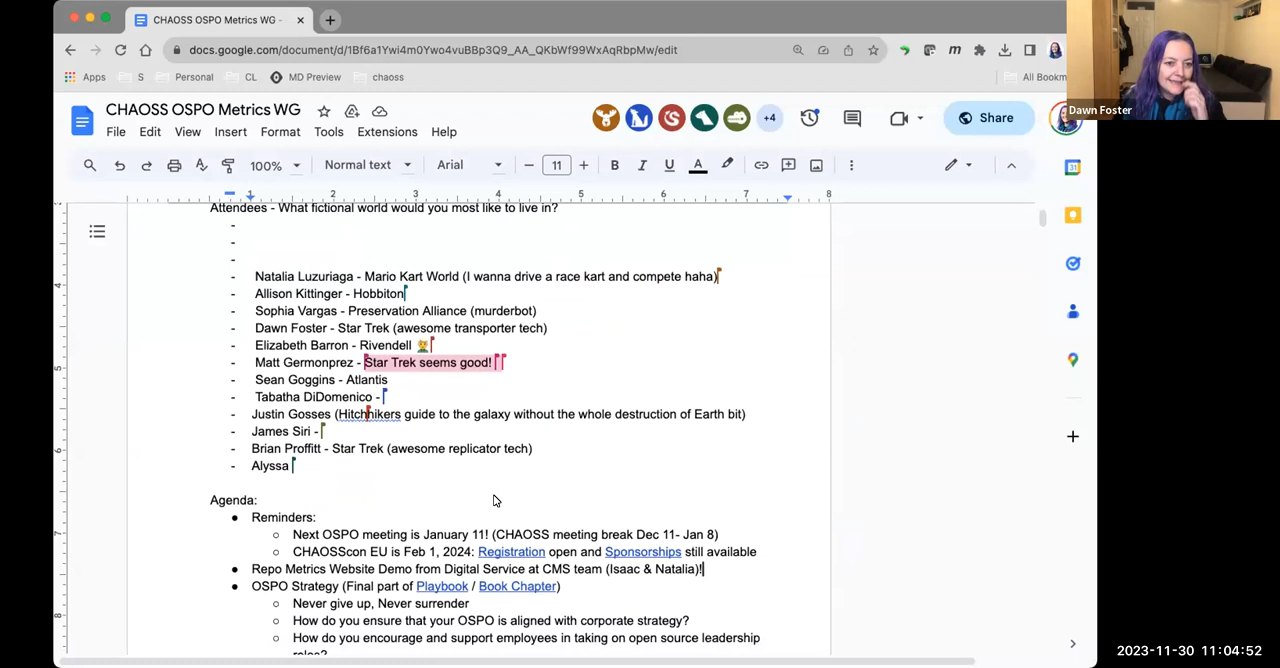 CHAOSS OSPO Metrics WG -
docs.google.com/document/d/1Bf6a1Ywi4m0Ywo4vuBBp3Q9_AA_QKbWf99WxAqRbpMw/edit
Apps S Personal CL MD Preview chaoss All Bookm
Dawn Foster
CHAOSS OSPO Metrics WG
+4
Share
File Edit View Insert Format Tools Extensions Help
100% Normal text Arial 11 B I U A
1 2 3 4 5 6 7 8
Attendees - What fictional world would you most like to live in?
-
-
-
- Natalia Luzuriaga - Mario Kart World (I wanna drive a race kart and compete haha)
- Allison Kittinger - Hobbiton
- Sophia Vargas - Preservation Alliance (murderbot)
- Dawn Foster - Star Trek (awesome transporter tech)
- Elizabeth Barron - Rivendell 🧝
- Matt Germonprez - Star Trek seems good!
- Sean Goggins - Atlantis
- Tabatha DiDomenico -
- Justin Gosses (Hitchhikers guide to the galaxy without the whole destruction of Earth bit)
- James Siri -
- Brian Proffitt - Star Trek (awesome replicator tech)
- Alyssa
Agenda:
● Reminders:
○ Next OSPO meeting is January 11! (CHAOSS meeting break Dec 11- Jan 8)
○ CHAOSScon EU is Feb 1, 2024: Registration open and Sponsorships still available
● Repo Metrics Website Demo from Digital Service at CMS team (Isaac & Natalia)!
● OSPO Strategy (Final part of Playbook / Book Chapter)
○ Never give up, Never surrender
○ How do you ensure that your OSPO is aligned with corporate strategy?
○ How do you encourage and support employees in taking on open source leadership
roles?
2023-11-30 11:04:52